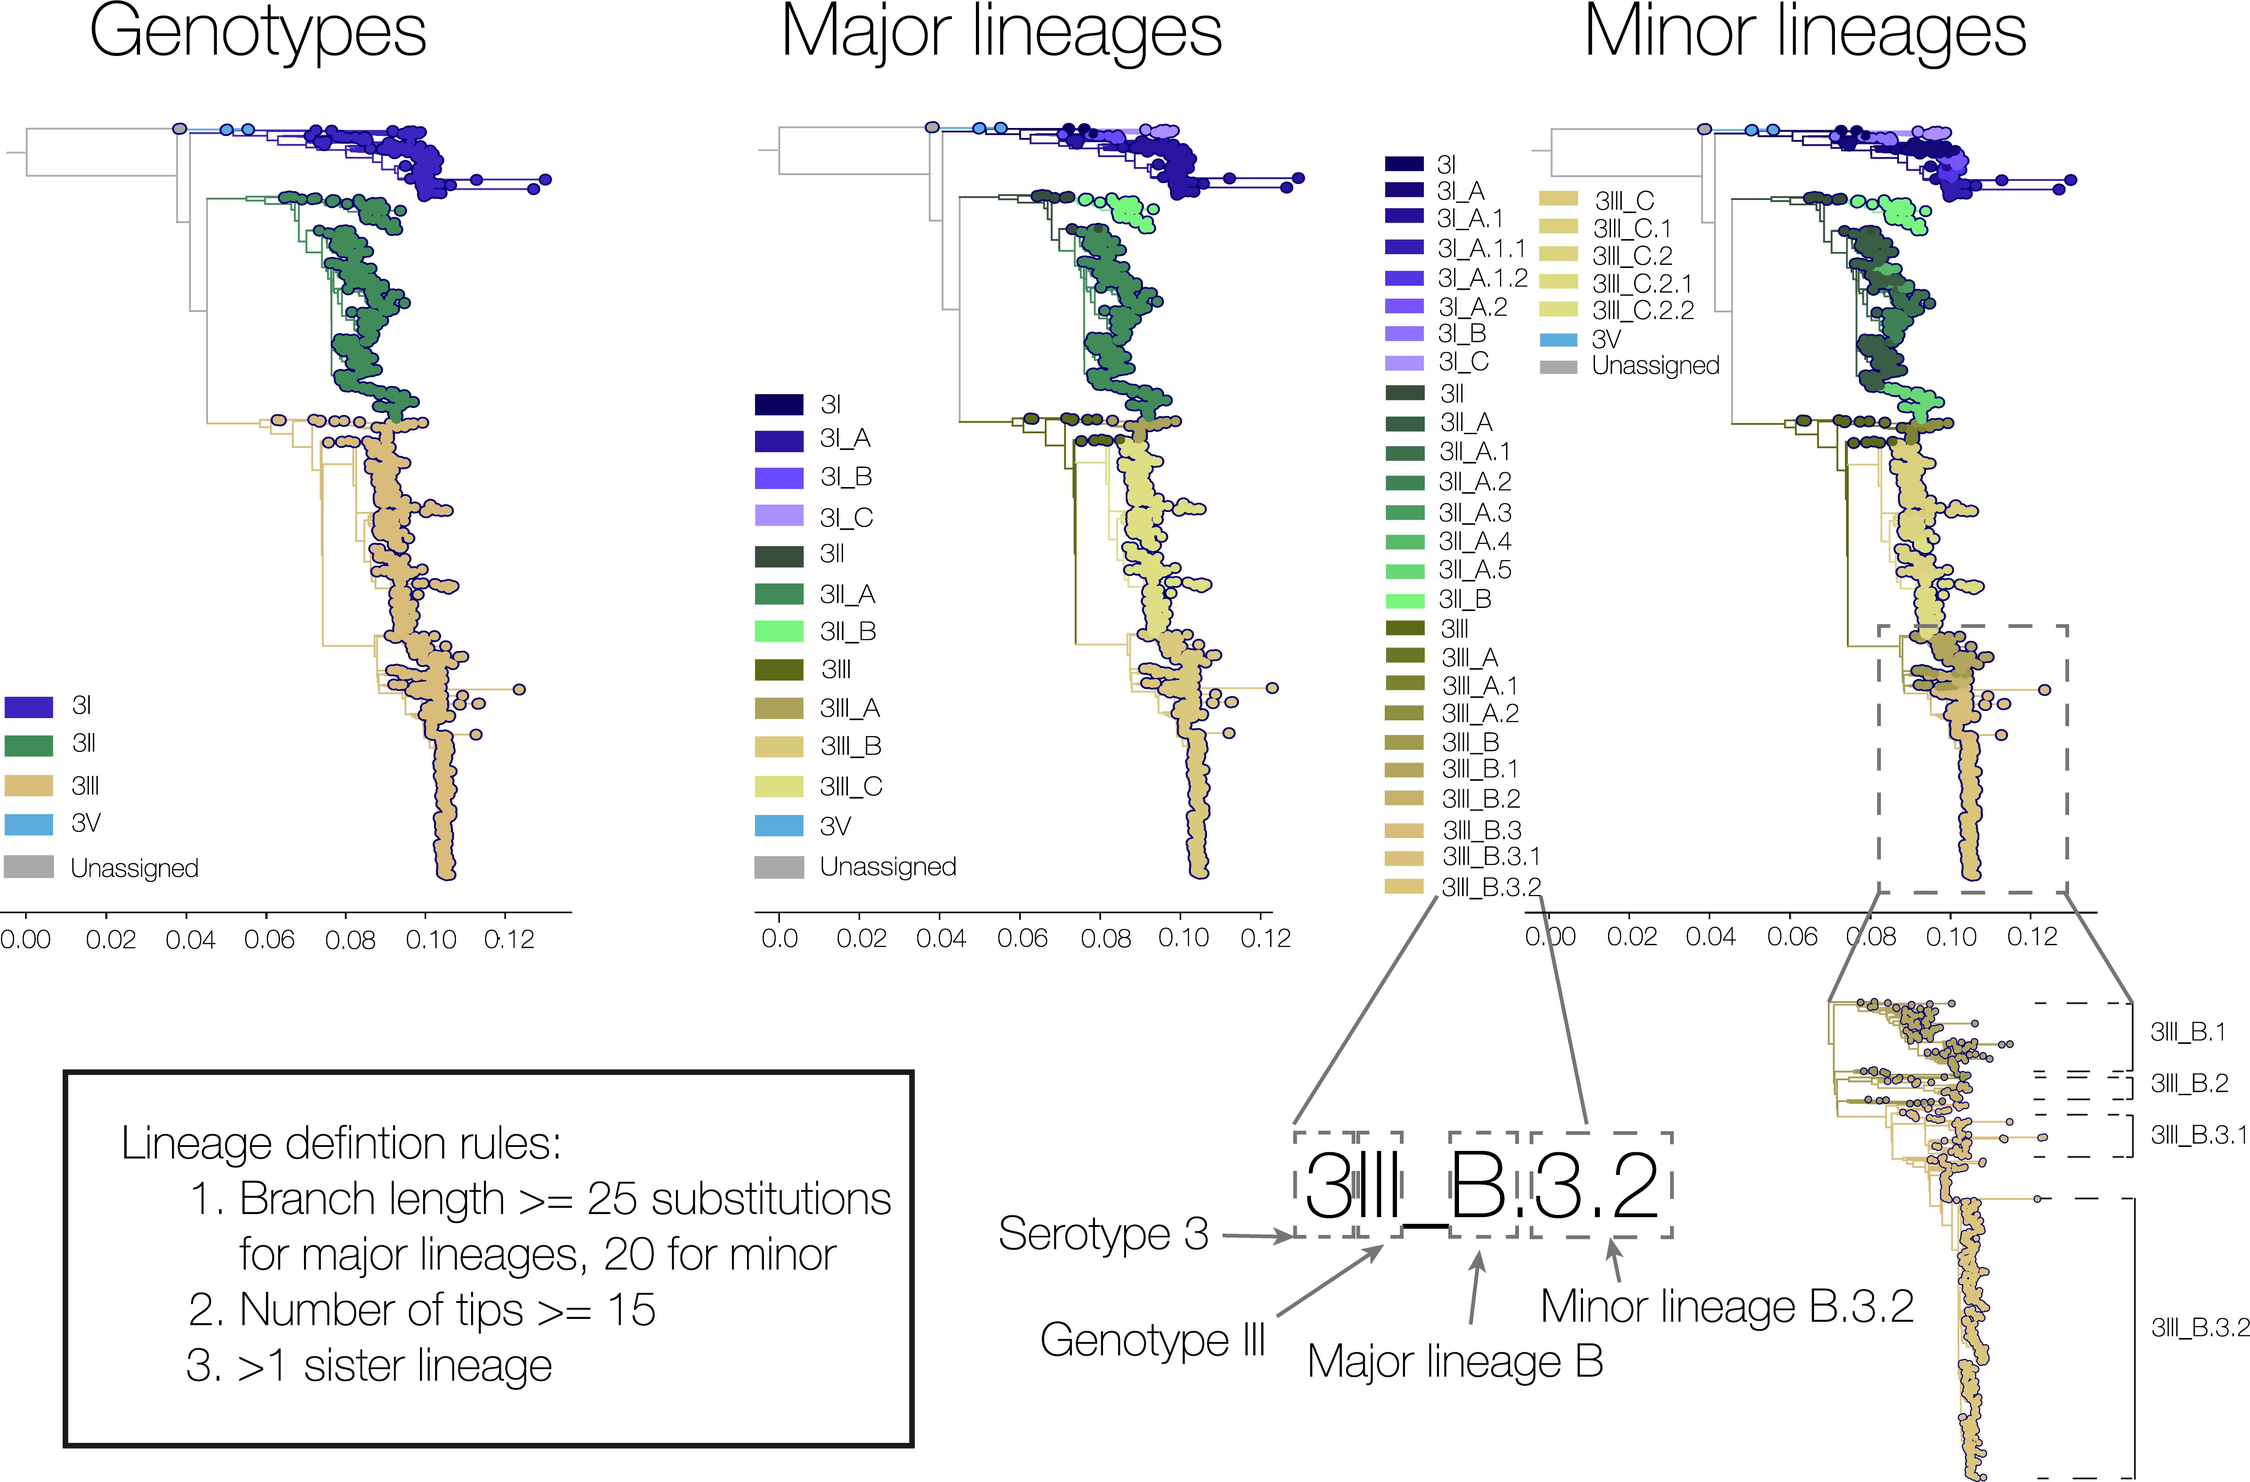 Genotypes
Major lineages
Minor lineages
3I
3II
3III
3V
Unassigned
0.00 0.02 0.04 0.06 0.08 0.10 0.12
3I
3I_A
3I_B
3I_C
3II
3II_A
3II_B
3III
3III_A
3III_B
3III_C
3V
Unassigned
0.0 0.02 0.04 0.06 0.08 0.10 0.12
3I
3I_A
3I_A.1
3I_A.1.1
3I_A.1.2
3I_A.2
3I_B
3I_C
3II
3II_A
3II_A.1
3II_A.2
3II_A.3
3II_A.4
3II_A.5
3II_B
3III
3III_A
3III_A.1
3III_A.2
3III_B
3III_B.1
3III_B.2
3III_B.3
3III_B.3.1
3III_B.3.2
3III_C
3III_C.1
3III_C.2
3III_C.2.1
3III_C.2.2
3V
Unassigned
0.00 0.02 0.04 0.06 0.08 0.10 0.12
Lineage defintion rules:
1. Branch length >= 25 substitutions
for major lineages, 20 for minor
2. Number of tips >= 15
3. >1 sister lineage
3III_B.3.2
Serotype 3
Genotype III
Major lineage B
Minor lineage B.3.2
3III_B.1
3III_B.2
3III_B.3.1
3III_B.3.2